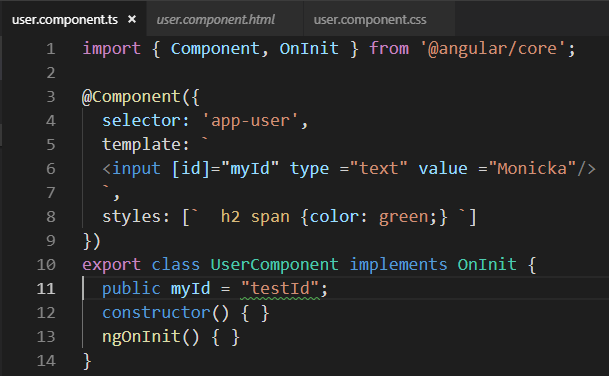 user.component.ts × user.component.html user.component.css
1 import { Component, OnInit } from '@angular/core';
2
3 @Component({
4 selector: 'app-user',
5 template: `
6 <input [id]="myId" type ="text" value ="Monicka"/>
7 `,
8 styles: [`  h2 span {color: green;} `]
9 })
10 export class UserComponent implements OnInit {
11 public myId = "testId";
12 constructor() { }
13 ngOnInit() { }
14 }